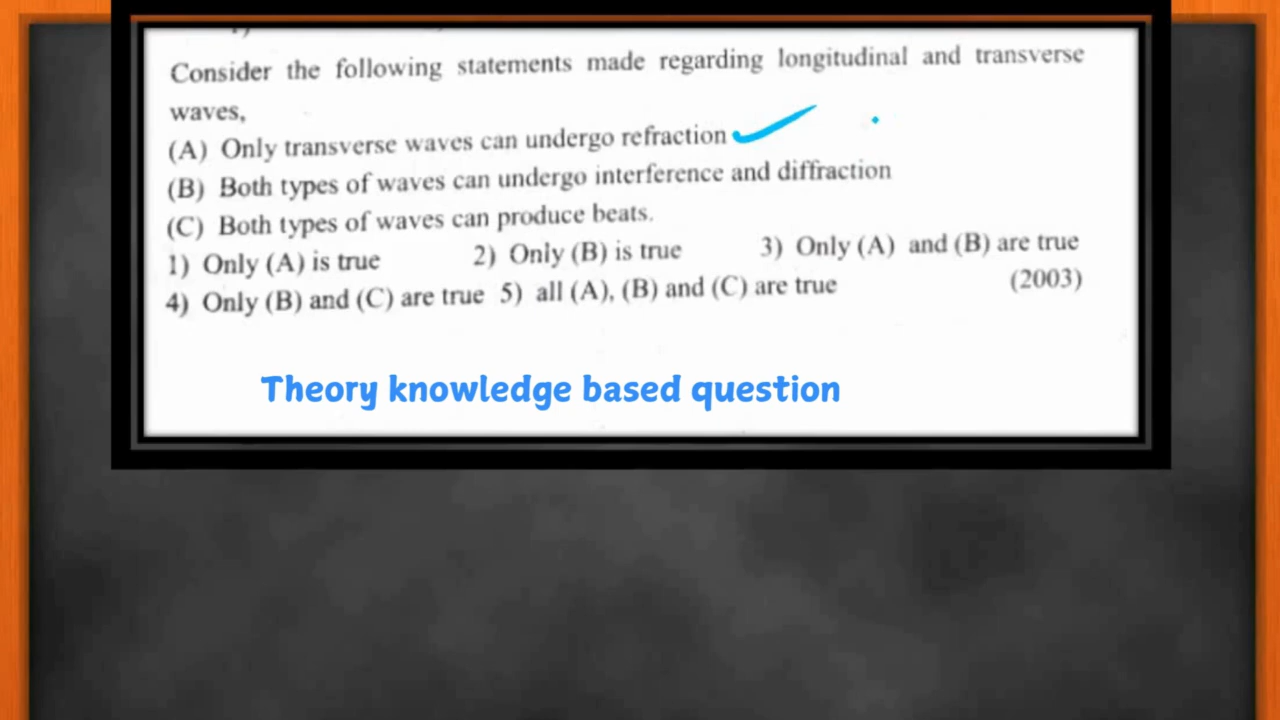 Consider the following statements made regarding longitudinal and transverse
waves,
(A) Only transverse waves can undergo refraction
(B) Both types of waves can undergo interference and diffraction
(C) Both types of waves can produce beats.
1) Only (A) is true 2) Only (B) is true 3) Only (A) and (B) are true
4) Only (B) and (C) are true 5) all (A), (B) and (C) are true (2003)
Theory knowledge based question